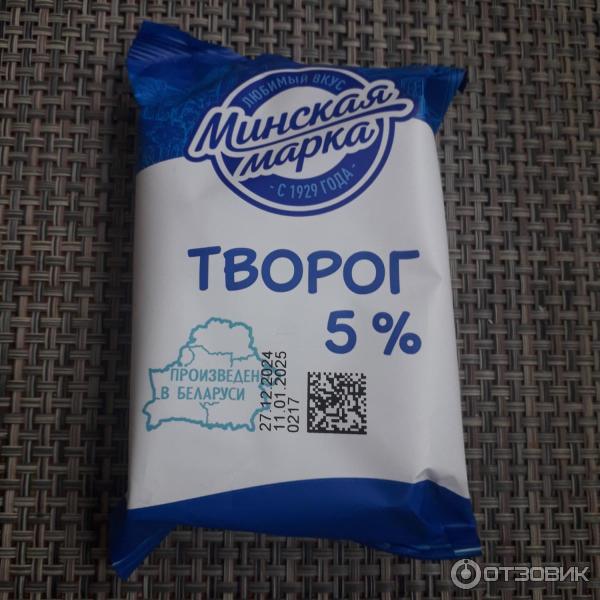 ЛЮБИМЫЙ ВКУС
Минская
марка
- С 1929 ГОДА -
ТВОРОГ
5 %
ПРОИЗВЕДЕН
В БЕЛАРУСИ
27.12.2024
11.01.2025
0217
ОТЗОВИК